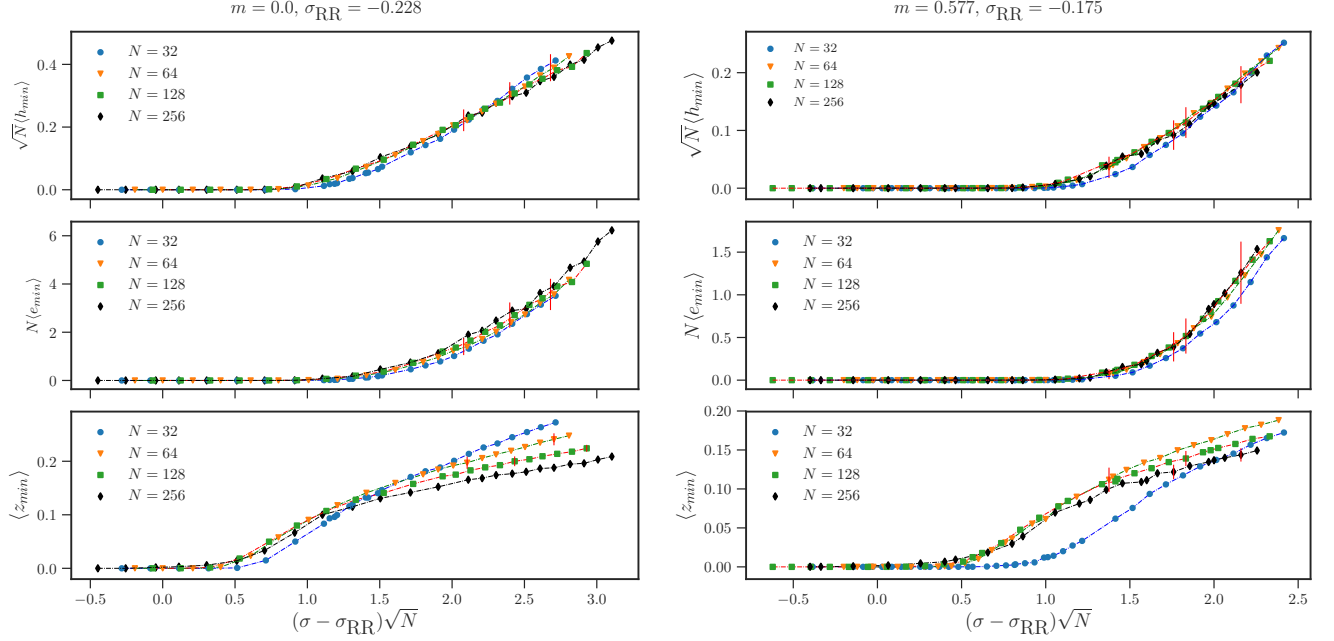 m = 0.0, σ_RR = −0.228
√N⟨h_min⟩
0.4
0.2
0.0
N = 32
N = 64
N = 128
N = 256
N⟨e_min⟩
6
4
2
0
N = 32
N = 64
N = 128
N = 256
⟨z_min⟩
0.2
0.1
0.0
N = 32
N = 64
N = 128
N = 256
−0.5 0.0 0.5 1.0 1.5 2.0 2.5 3.0
(σ − σ_RR)√N
m = 0.577, σ_RR = −0.175
√N⟨h_min⟩
0.2
0.1
0.0
N = 32
N = 64
N = 128
N = 256
N⟨e_min⟩
1.5
1.0
0.5
0.0
N = 32
N = 64
N = 128
N = 256
⟨z_min⟩
0.20
0.15
0.10
0.05
0.00
N = 32
N = 64
N = 128
N = 256
−0.5 0.0 0.5 1.0 1.5 2.0 2.5
(σ − σ_RR)√N